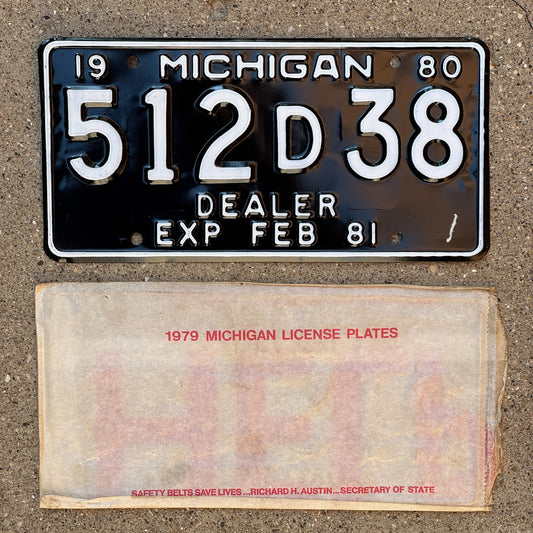 19 MICHIGAN 80
512D38
DEALER
EXP FEB 81
1979 MICHIGAN LICENSE PLATES
SAFETY BELTS SAVE LIVES...RICHARD H. AUSTIN...SECRETARY OF STATE